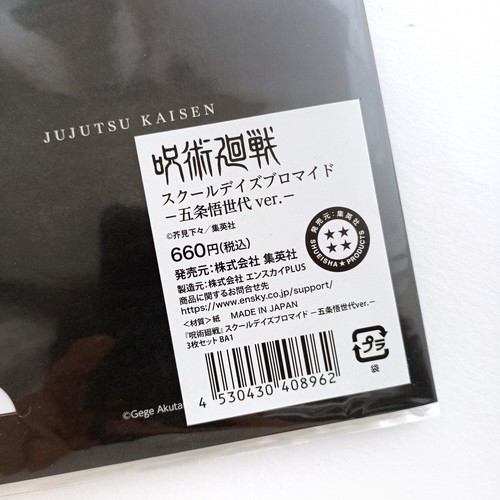 JUJUTSU KAISEN
呪術廻戦
スクールデイズブロマイド
－五条悟世代 ver.－
©芥見下々／集英社
660円(税込)
発売元：株式会社 集英社
製造元：株式会社 エンスカイPLUS
商品に関するお問合せ先
https://www.ensky.co.jp/support/
＜材質＞紙 MADE IN JAPAN
『呪術廻戦』スクールデイズブロマイド －五条悟世代ver.－
3枚セット BA1
4 530430 408962
発売元：集英社
SHUEISHA★PRODUCTS
プラ
袋
©Gege Akuta